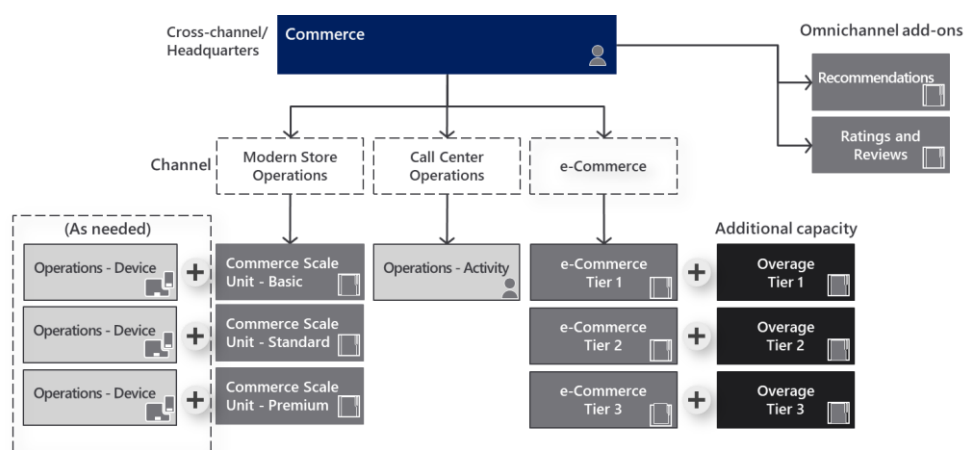 Cross-channel/
Headquarters
Commerce
Omnichannel add-ons
Recommendations
Ratings and
Reviews
Channel
Modern Store
Operations
Call Center
Operations
e-Commerce
(As needed)
Additional capacity
Operations - Device
Commerce Scale
Unit - Basic
Operations - Activity
e-Commerce
Tier 1
Overage
Tier 1
Operations - Device
Commerce Scale
Unit - Standard
e-Commerce
Tier 2
Overage
Tier 2
Operations - Device
Commerce Scale
Unit - Premium
e-Commerce
Tier 3
Overage
Tier 3